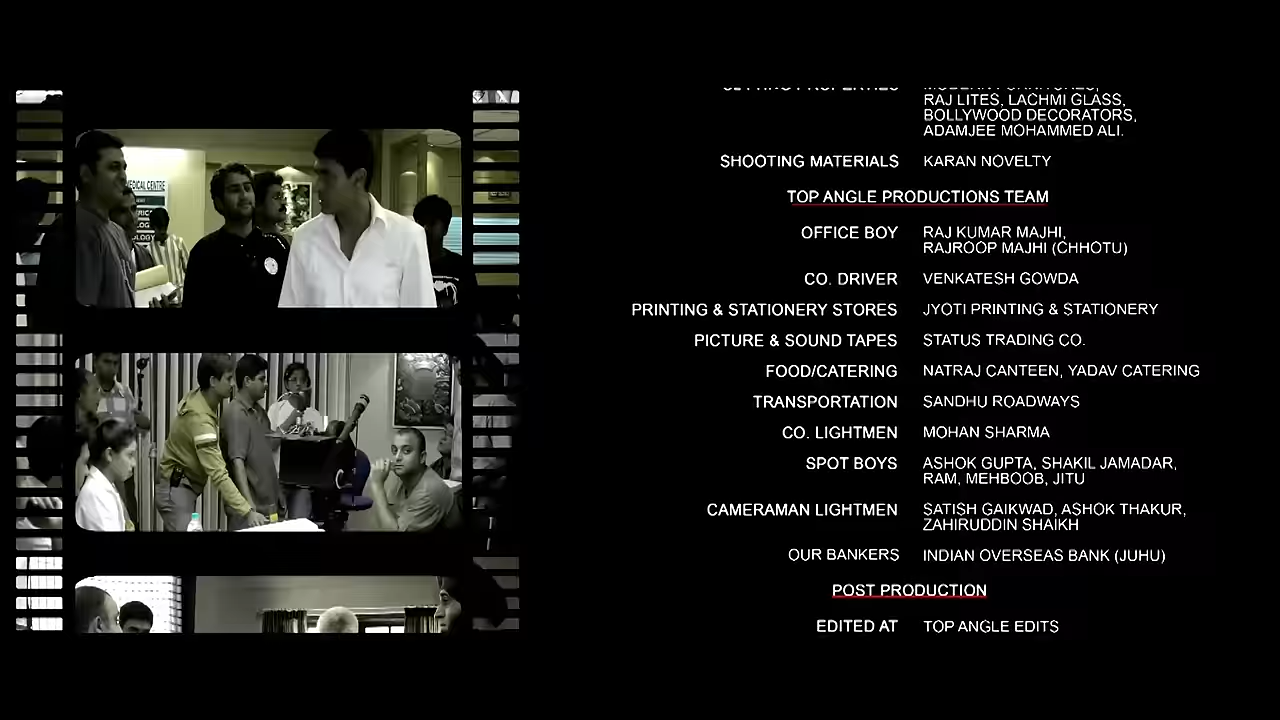 RAJ LITES, LACHMI GLASS,
BOLLYWOOD DECORATORS,
ADAMJEE MOHAMMED ALI.
SHOOTING MATERIALS KARAN NOVELTY
TOP ANGLE PRODUCTIONS TEAM
OFFICE BOY RAJ KUMAR MAJHI,
RAJROOP MAJHI (CHHOTU)
CO. DRIVER VENKATESH GOWDA
PRINTING & STATIONERY STORES JYOTI PRINTING & STATIONERY
PICTURE & SOUND TAPES STATUS TRADING CO.
FOOD/CATERING NATRAJ CANTEEN, YADAV CATERING
TRANSPORTATION SANDHU ROADWAYS
CO. LIGHTMEN MOHAN SHARMA
SPOT BOYS ASHOK GUPTA, SHAKIL JAMADAR,
RAM, MEHBOOB, JITU
CAMERAMAN LIGHTMEN SATISH GAIKWAD, ASHOK THAKUR,
ZAHIRUDDIN SHAIKH
OUR BANKERS INDIAN OVERSEAS BANK (JUHU)
POST PRODUCTION
EDITED AT TOP ANGLE EDITS